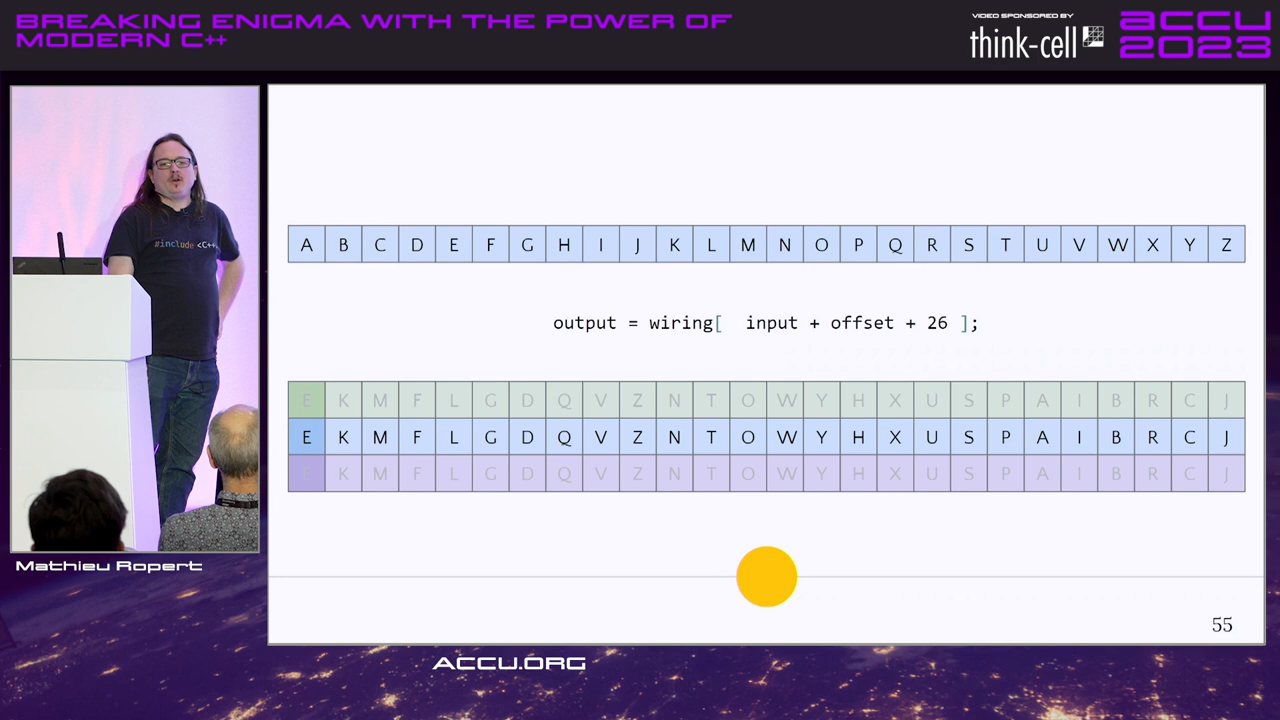 BREAKING ENIGMA WITH THE POWER OF
MODERN C++
VIDEO SPONSORED BY
think-cell
accu
2023
#include <C++
A B C D E F G H I J K L M N O P Q R S T U V W X Y Z
output = wiring[ input + offset + 26 ];
E K M F L G D Q V Z N T O W Y H X U S P A I B R C J
E K M F L G D Q V Z N T O W Y H X U S P A I B R C J
E K M F L G D Q V Z N T O W Y H X U S P A I B R C J
Mathieu Ropert
55
ACCU.ORG